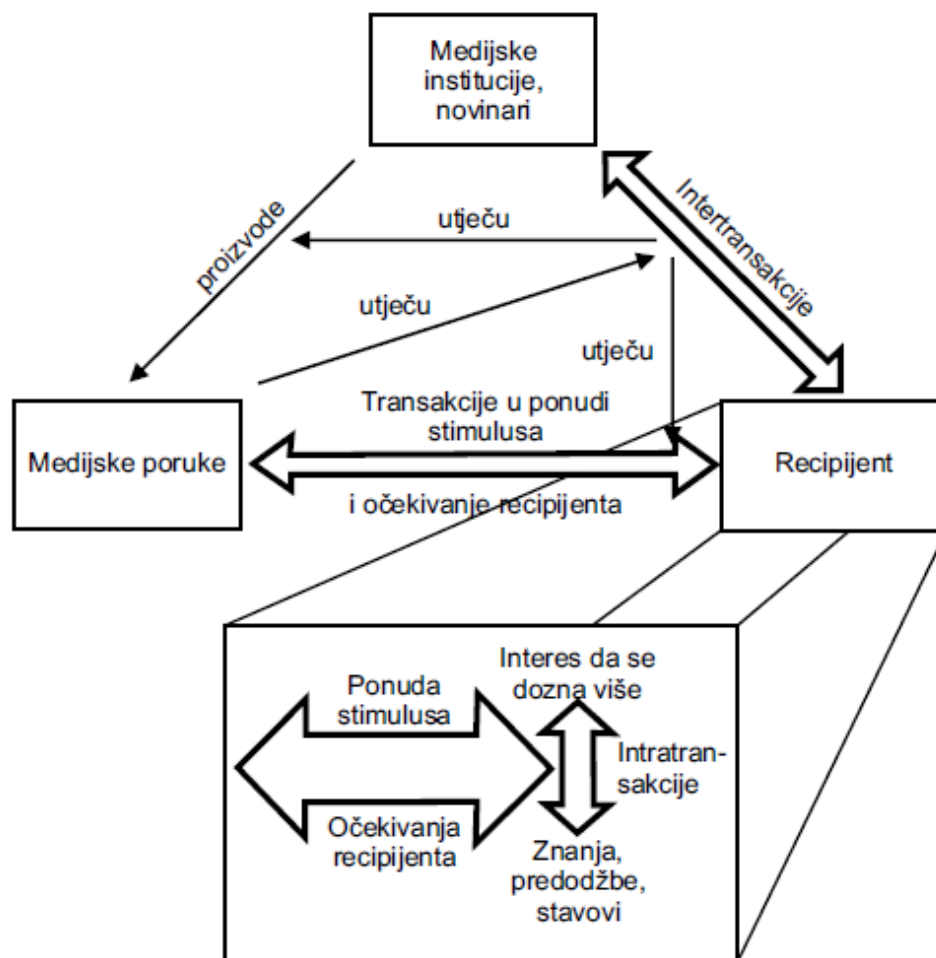 Medijske
institucije,
novinari
Intertransakcije
utječu
proizvode
utječu
utječu
Transakcije u ponudi
stimulusa
Medijske poruke
Recipijent
i očekivanje recipijenta
Interes da se
dozna više
Ponuda
stimulusa
Intratran-
sakcije
Očekivanja
recipijenta
Znanja,
predodžbe,
stavovi